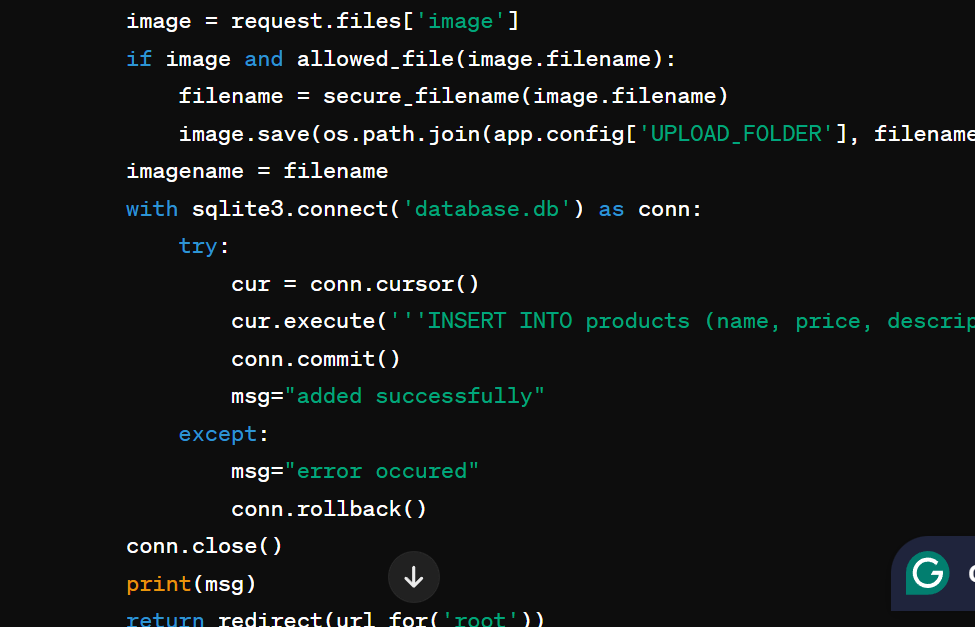 image = request.files['image']
if image and allowed_file(image.filename):
filename = secure_filename(image.filename)
image.save(os.path.join(app.config['UPLOAD_FOLDER'], filename
imagename = filename
with sqlite3.connect('database.db') as conn:
try:
cur = conn.cursor()
cur.execute('''INSERT INTO products (name, price, descrip
conn.commit()
msg="added successfully"
except:
msg="error occured"
conn.rollback()
conn.close()
print(msg)
return redirect(url_for('root'))